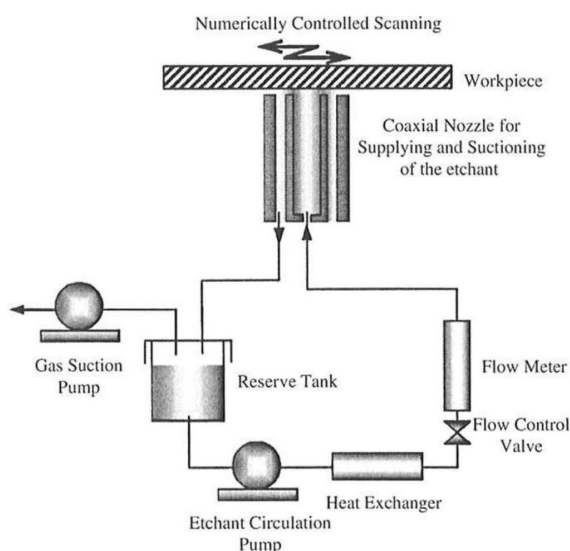 Numerically Controlled Scanning
Workpiece
Coaxial Nozzle for
Supplying and Suctioning
of the etchant
Gas Suction
Pump
Reserve Tank
Flow Meter
Flow Control
Valve
Heat Exchanger
Etchant Circulation
Pump